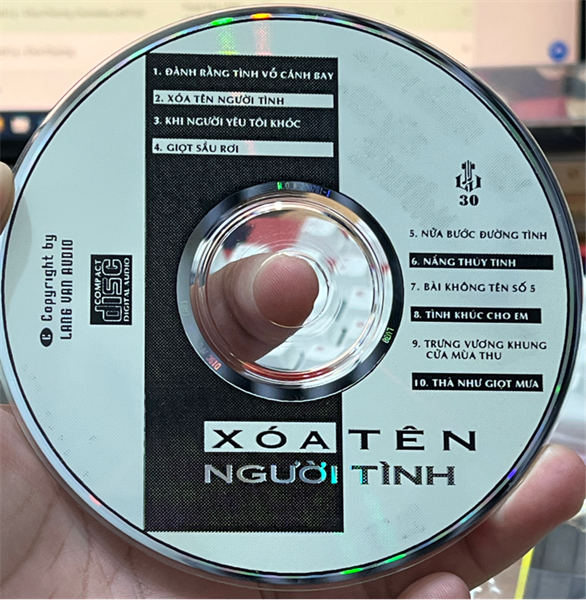 1. ĐÀNH RẰNG TÌNH VỖ CÁNH BAY
2. XÓA TÊN NGƯỜI TÌNH
3. KHI NGƯỜI YÊU TÔI KHÓC
4. GIỌT SẦU RƠI
30
5. NỬA BƯỚC ĐƯỜNG TÌNH
6. NẮNG THỦY TINH
7. BÀI KHÔNG TÊN SỐ 5
8. TÌNH KHÚC CHO EM
9. TRƯNG VƯƠNG KHUNG
CỬA MÙA THU
10. THÀ NHƯ GIỌT MƯA
C Copyright by
LANG VAN AUDIO
COMPACT
disc
DIGITAL AUDIO
XÓA TÊN
NGƯỜI TÌNH